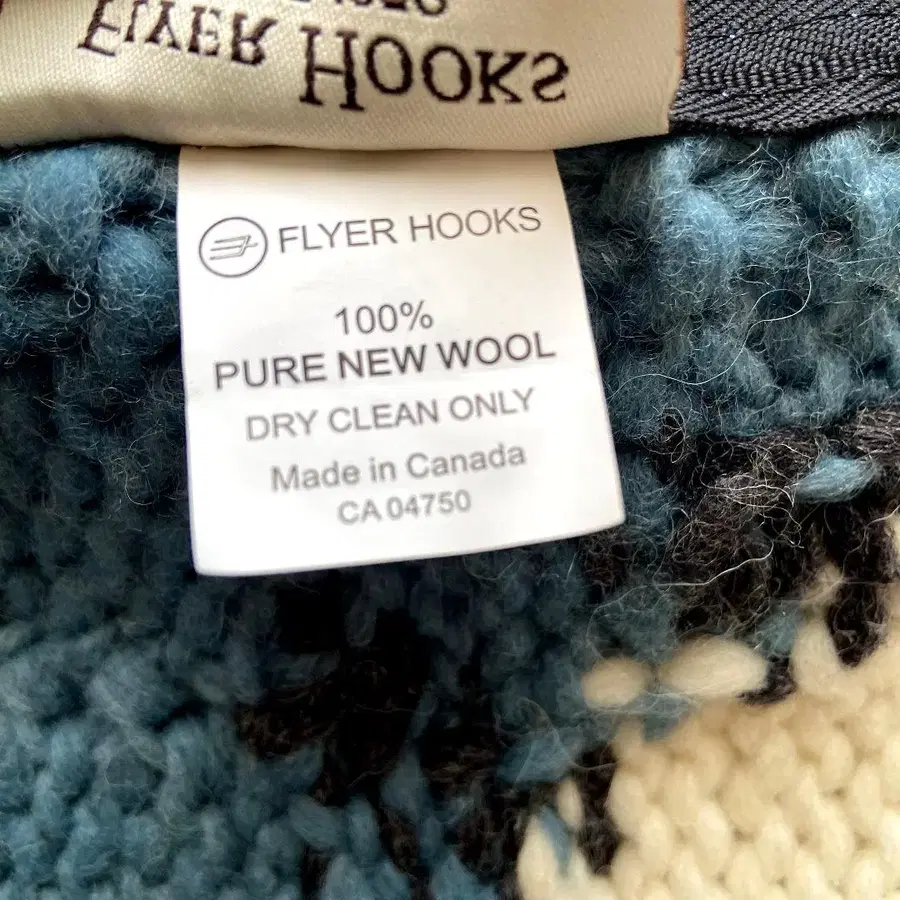 FLYER HOOKS
FLYER HOOKS
100%
PURE NEW WOOL
DRY CLEAN ONLY
Made in Canada
CA 04750